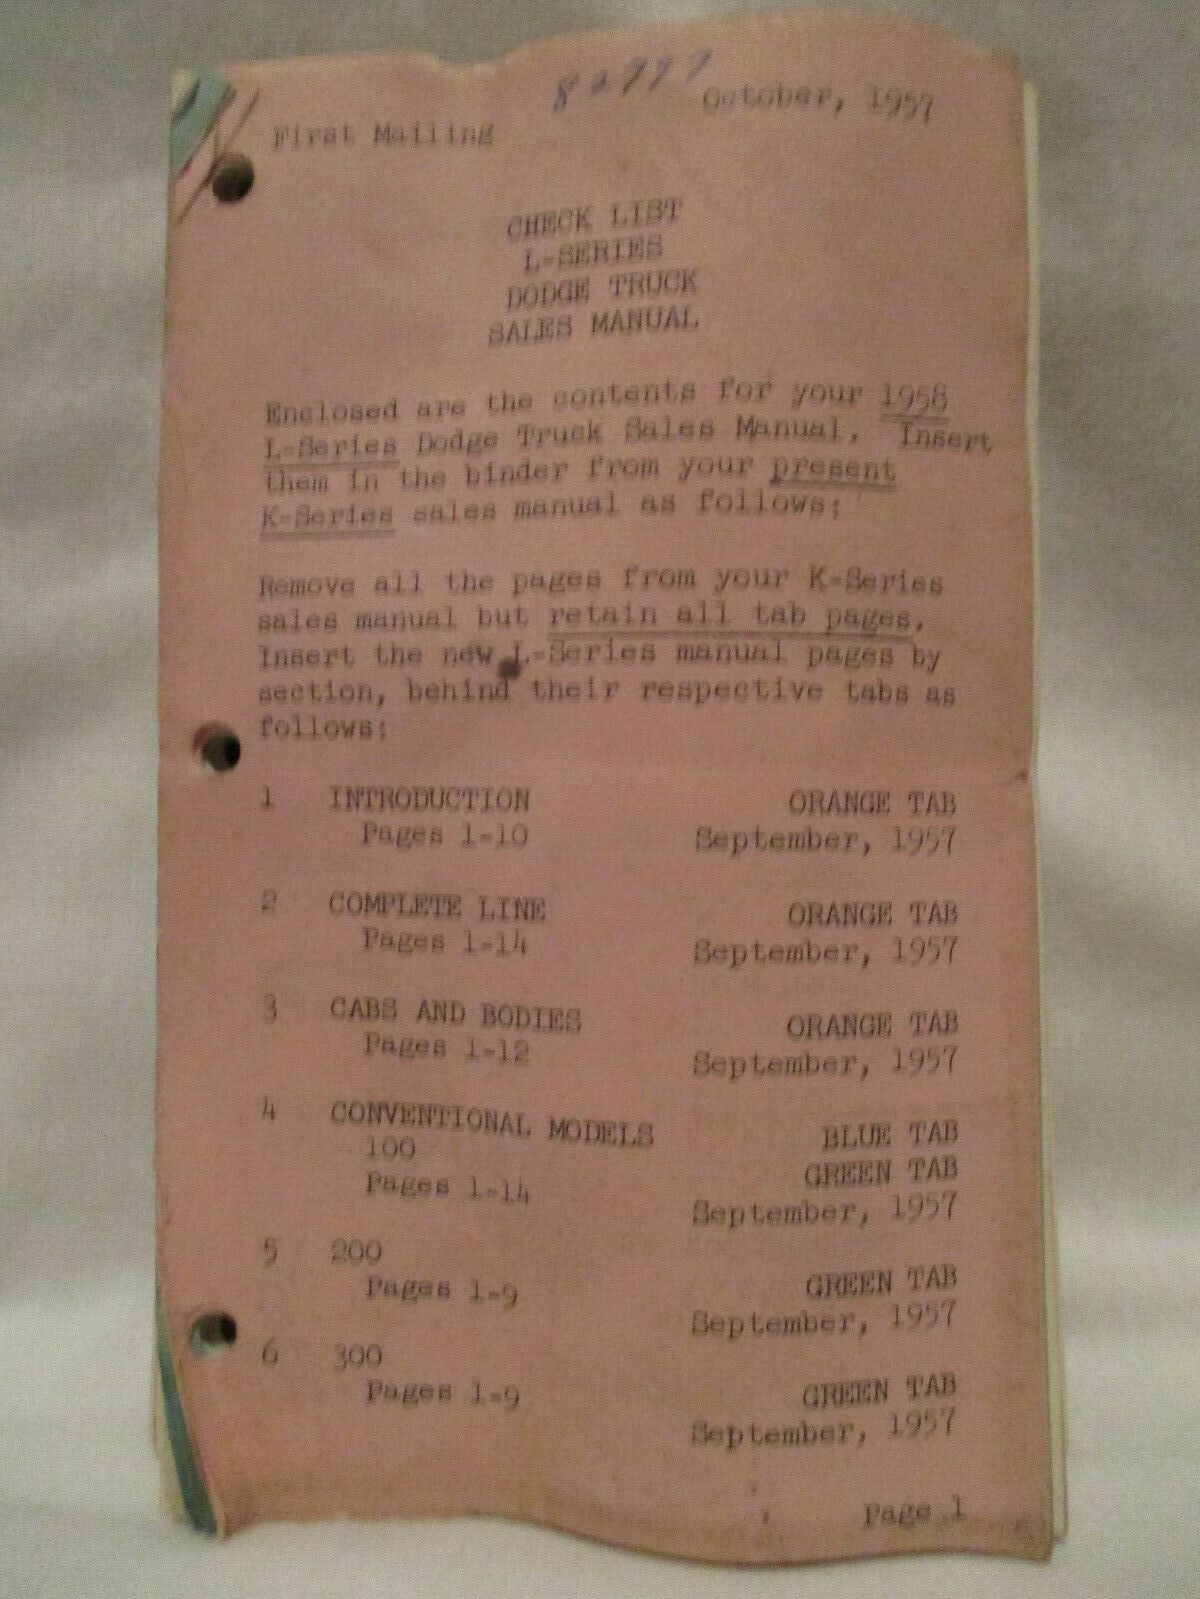 October, 1957
First Mailing
CHECK LIST
L-SERIES
DODGE TRUCK
SALES MANUAL
Enclosed are the contents for your 1958
L-Series Dodge Truck Sales Manual. Insert
them in the binder from your present
K-Series sales manual as follows:
Remove all the pages from your K-Series
sales manual but retain all tab pages.
Insert the new L-Series manual pages by
section, behind their respective tabs as
follows:
1 INTRODUCTION ORANGE TAB
Pages 1-10 September, 1957
2 COMPLETE LINE ORANGE TAB
Pages 1-14 September, 1957
3 CABS AND BODIES ORANGE TAB
Pages 1-12 September, 1957
4 CONVENTIONAL MODELS BLUE TAB
100 GREEN TAB
Pages 1-14 September, 1957
5 200 GREEN TAB
Pages 1-9 September, 1957
6 300 GREEN TAB
Pages 1-9 September, 1957
Page 1